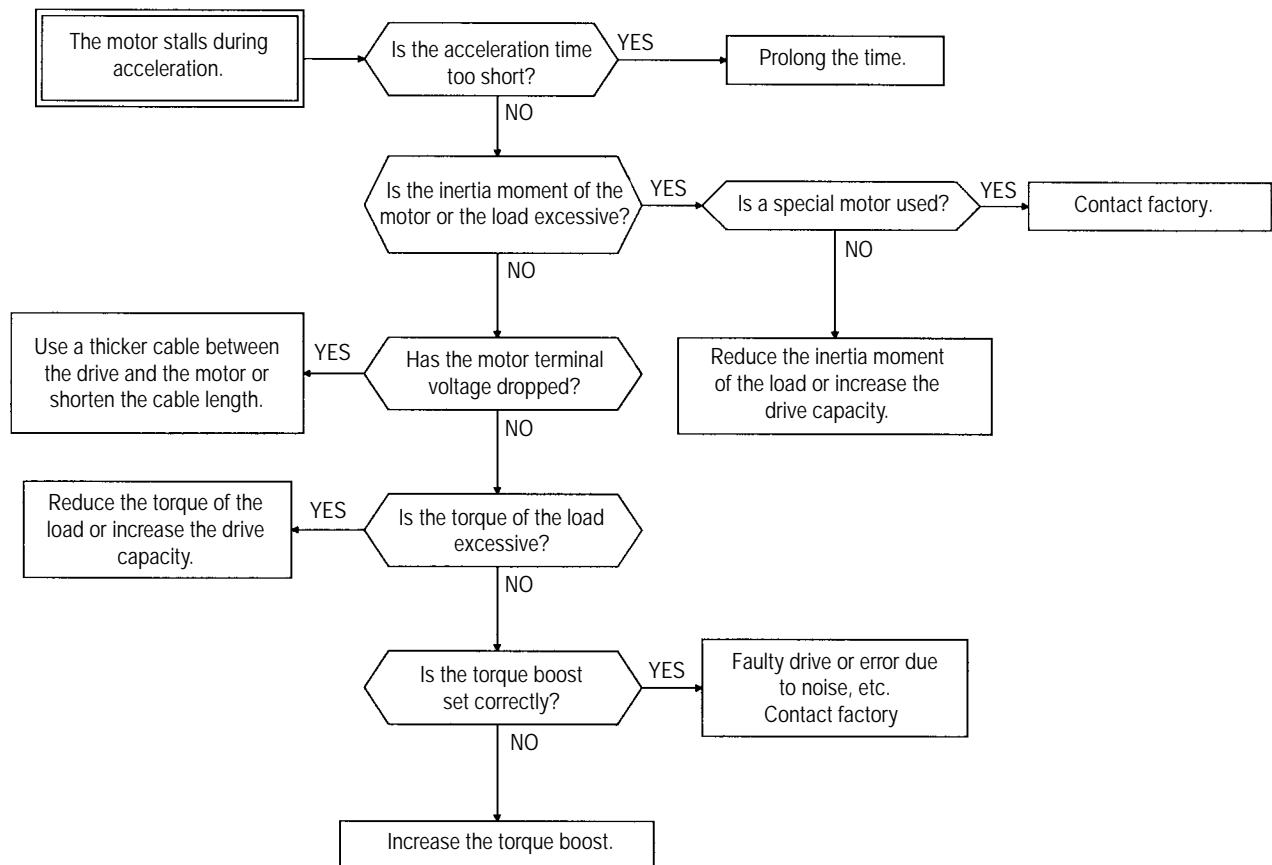 The motor stalls during
acceleration.
Is the acceleration time
too short?
YES
Prolong the time.
NO
Is the inertia moment of the
motor or the load excessive?
YES
Is a special motor used?
YES
Contact factory.
NO
NO
Reduce the inertia moment
of the load or increase the
drive capacity.
Use a thicker cable between
the drive and the motor or
shorten the cable length.
YES
Has the motor terminal
voltage dropped?
NO
Reduce the torque of the
load or increase the drive
capacity.
YES
Is the torque of the load
excessive?
NO
Is the torque boost
set correctly?
YES
Faulty drive or error due
to noise, etc.
Contact factory
NO
Increase the torque boost.